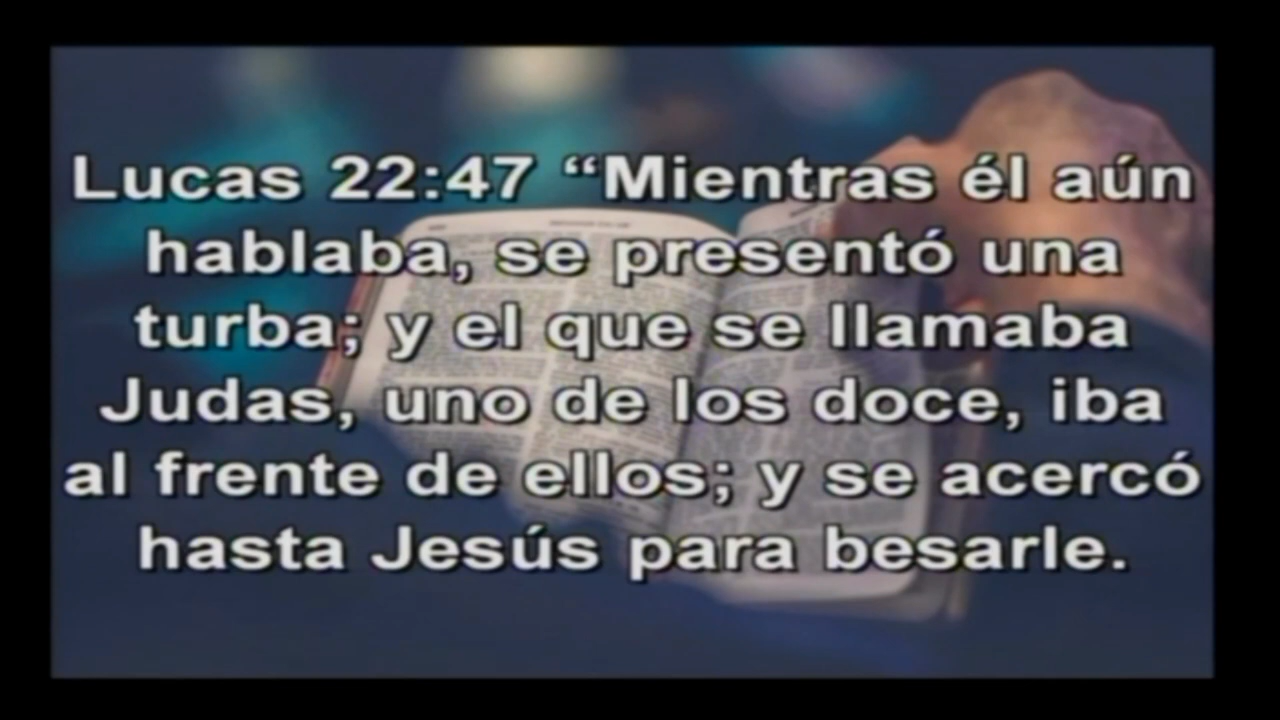 Lucas 22:47 “Mientras él aún
hablaba, se presentó una
turba; y el que se llamaba
Judas, uno de los doce, iba
al frente de ellos; y se acercó
hasta Jesús para besarle.